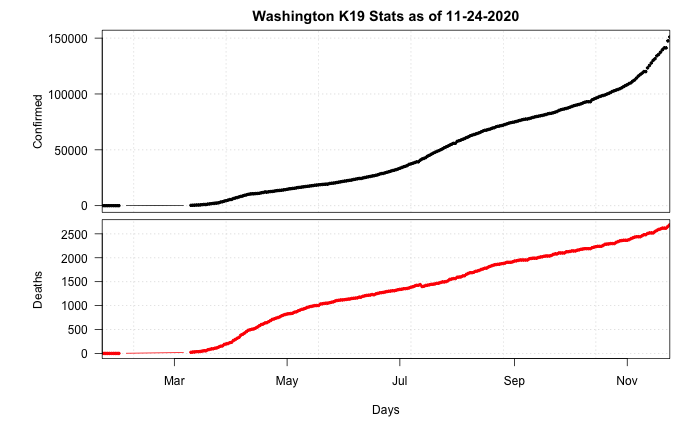 Washington K19 Stats as of 11-24-2020
Confirmed
150000
100000
50000
0
Deaths
2500
2000
1500
1000
500
0
Mar May Jul Sep Nov
Days